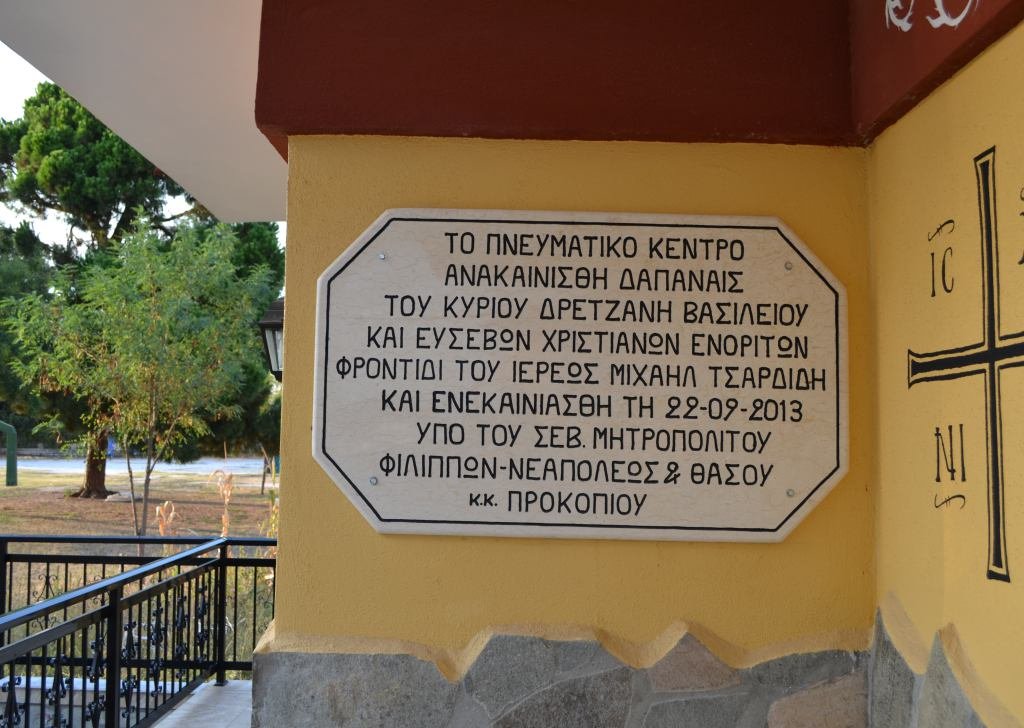 ΤΟ ΠΝΕΥΜΑΤΙΚΟ ΚΕΝΤΡΟ
ΑΝΑΚΑΙΝΙΣΘΗ ΔΑΠΑΝΑΙΣ
ΤΟΥ ΚΥΡΙΟΥ ΔΡΕΤΖΑΝΗ ΒΑΣΙΛΕΙΟΥ
ΚΑΙ ΕΥΣΕΒΩΝ ΧΡΙΣΤΙΑΝΩΝ ΕΝΟΡΙΤΩΝ
ΦΡΟΝΤΙΔΙ ΤΟΥ ΙΕΡΕΩΣ ΜΙΧΑΗΛ ΤΣΑΡΔΙΔΗ
ΚΑΙ ΕΝΕΚΑΙΝΙΑΣΘΗ ΤΗ 22-09-2013
ΥΠΟ ΤΟΥ ΣΕΒ. ΜΗΤΡΟΠΟΛΙΤΟΥ
ΦΙΛΙΠΠΩΝ-ΝΕΑΠΟΛΕΩΣ & ΘΑΣΟΥ
κ.κ. ΠΡΟΚΟΠΙΟΥ
IC
ΝΙ